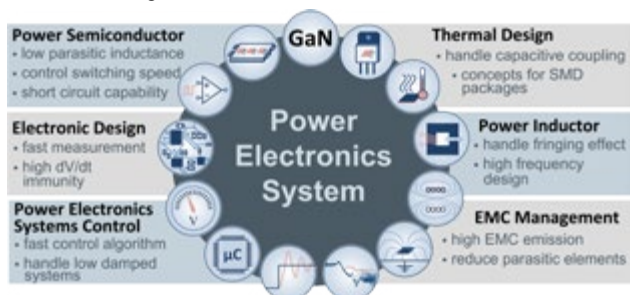 Power Semiconductor
• low parasitic inductance
• control switching speed
• short circuit capability
Electronic Design
• fast measurement
• high dV/dt
immunity
Power Electronics
Systems Control
• fast control algorithm
• handle low damped
systems
GaN
Power
Electronics
System
V
µC
Thermal Design
• handle capacitive coupling
• concepts for SMD
packages
Power Inductor
• handle fringing effect
• high frequency
design
EMC Management
• high EMC emission
• reduce parasitic elements